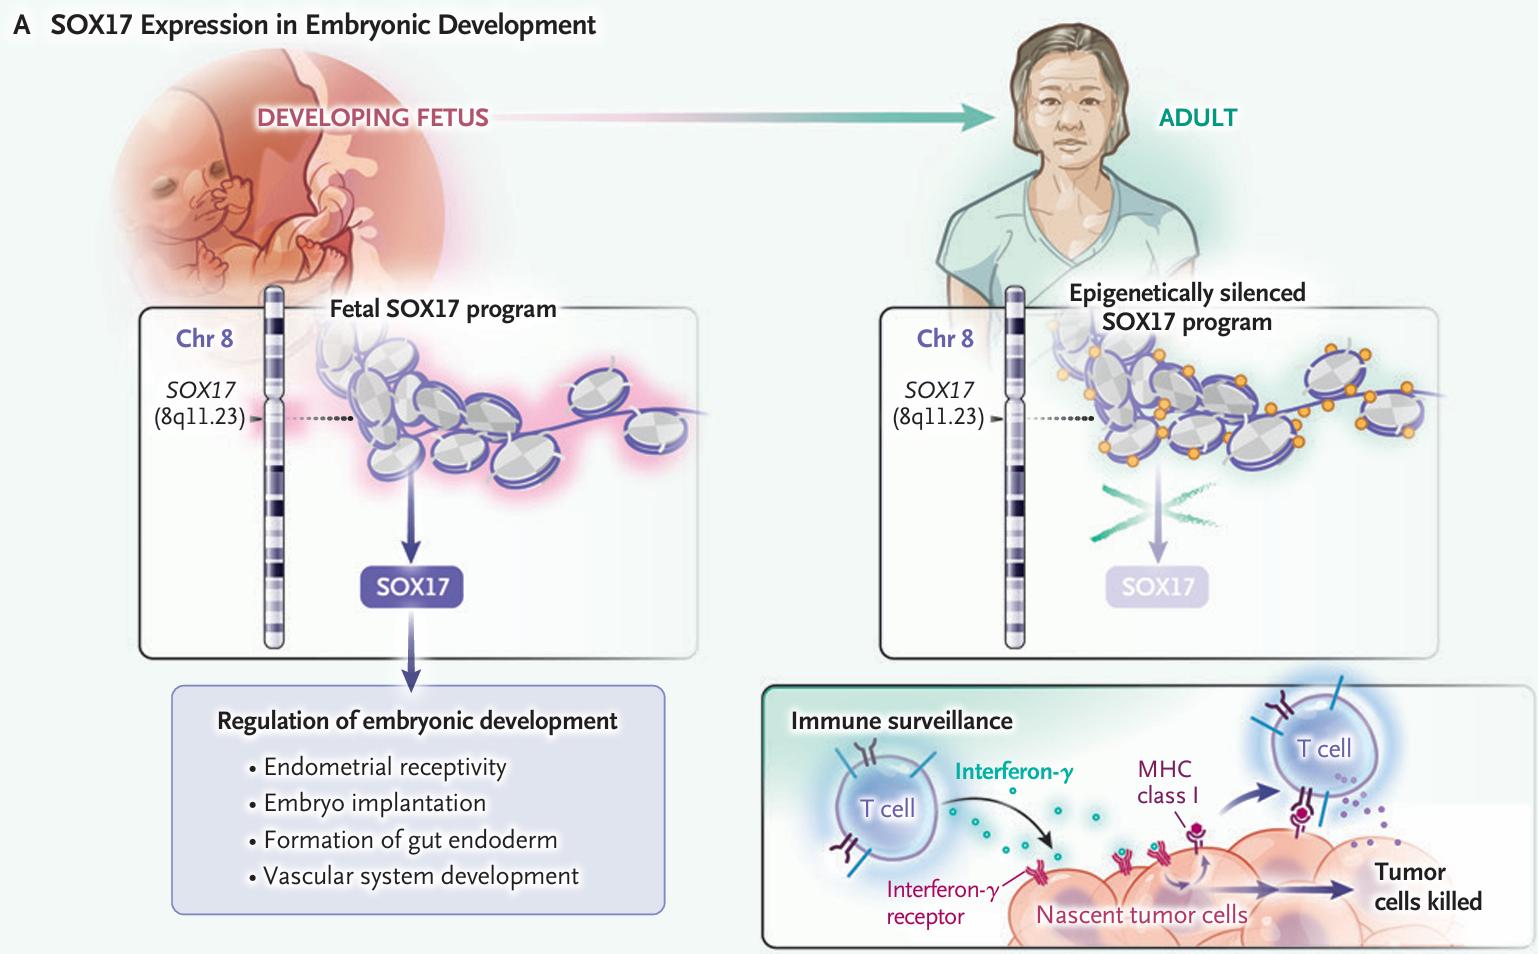 A SOX17 Expression in Embryonic Development
DEVELOPING FETUS
ADULT
Fetal SOX17 program
Chr 8
SOX17
(8q11.23)
SOX17
Regulation of embryonic development
• Endometrial receptivity
• Embryo implantation
• Formation of gut endoderm
• Vascular system development
Epigenetically silenced
SOX17 program
Chr 8
SOX17
(8q11.23)
SOX17
Immune surveillance
T cell
Interferon-γ
MHC
class I
T cell
Interferon-γ
receptor
Nascent tumor cells
Tumor
cells killed